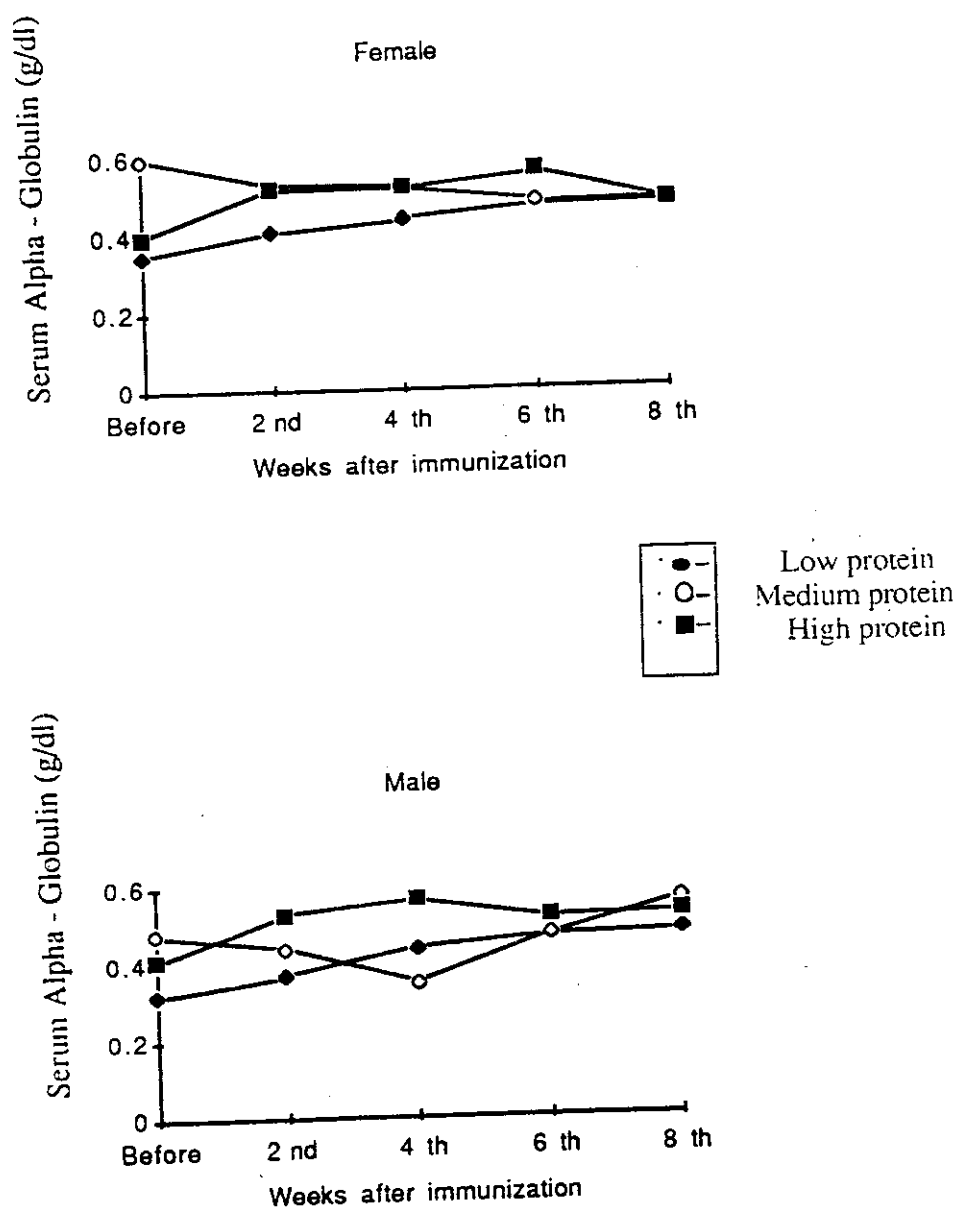 Female
Serum Alpha - Globulin (g/dl)
0.6
0.4
0.2
0
Before 2 nd 4 th 6 th 8 th
Weeks after immunization
Low protein
Medium protein
High protein
Male
Serum Alpha - Globulin (g/dl)
0.6
0.4
0.2
0
Before 2 nd 4 th 6 th 8 th
Weeks after immunization